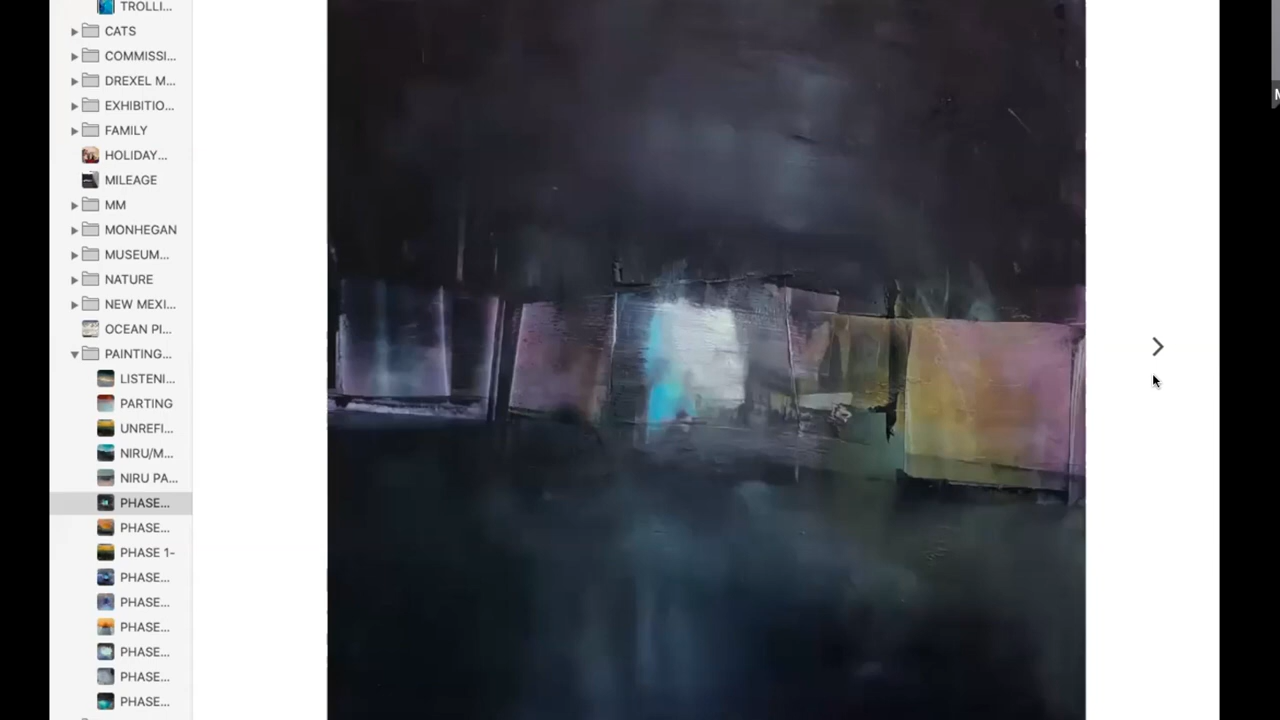 TROLLI...
CATS
COMMISSI...
DREXEL M...
EXHIBITIO...
FAMILY
HOLIDAY...
MILEAGE
MM
MONHEGAN
MUSEUM...
NATURE
NEW MEXI...
OCEAN PI...
PAINTING...
LISTENI...
PARTING
UNREFI...
NIRU/M...
NIRU PA...
PHASE...
PHASE...
PHASE 1-
PHASE...
PHASE...
PHASE...
PHASE...
PHASE...
PHASE...